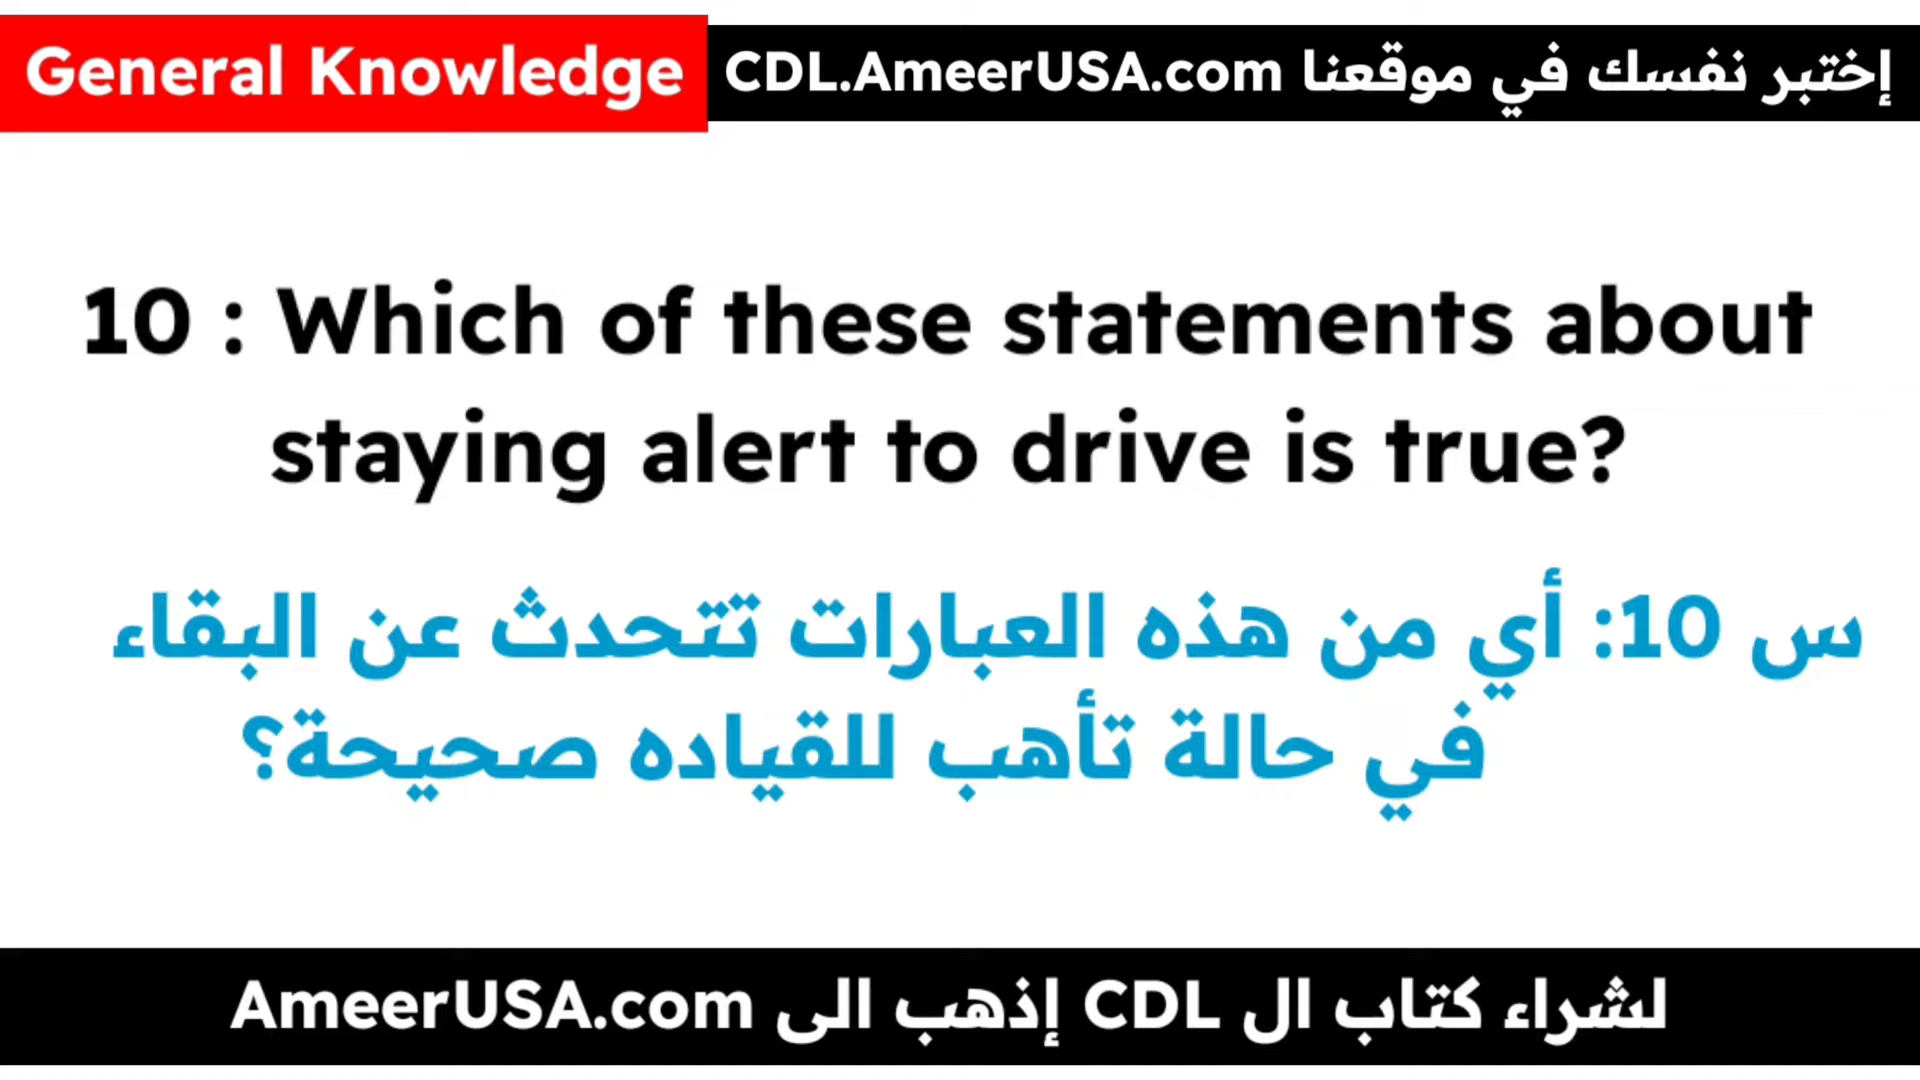 General Knowledge
إختبر نفسك في موقعنا CDL.AmeerUSA.com
10 : Which of these statements about
staying alert to drive is true?
س 10: أي من هذه العبارات تتحدث عن البقاء
في حالة تأهب للقياده صحيحة؟
لشراء كتاب ال CDL إذهب الى AmeerUSA.com